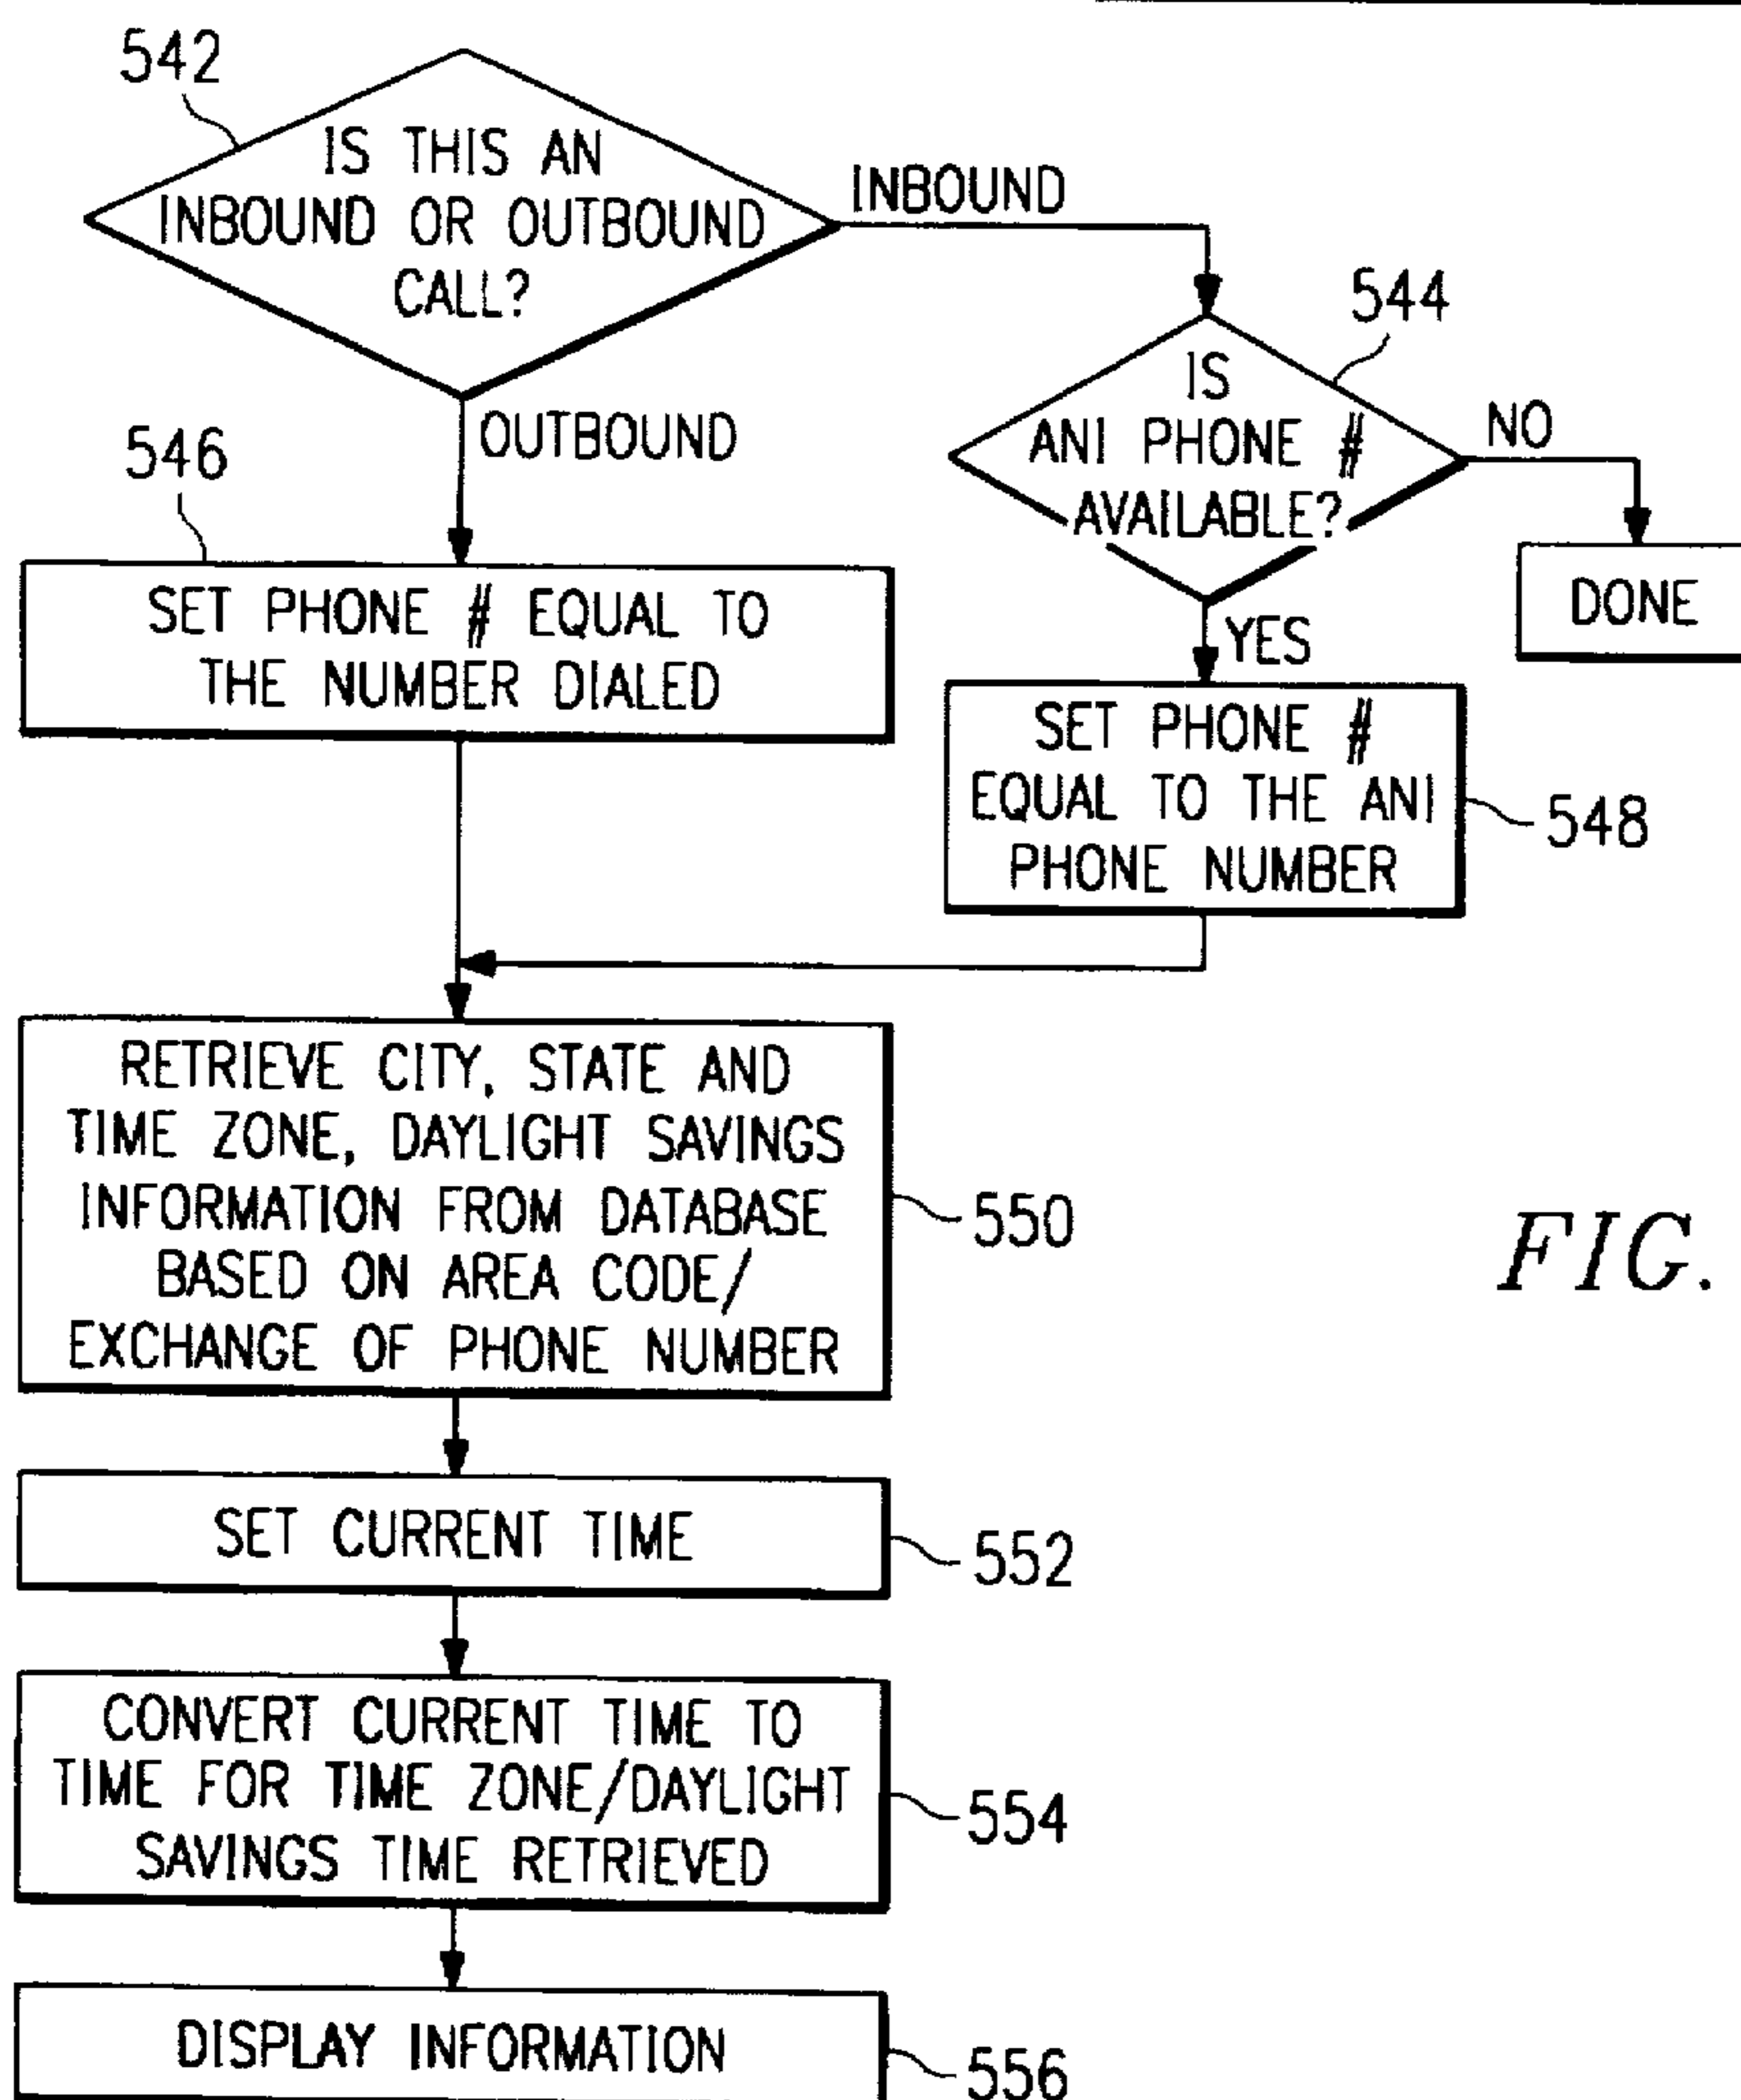 542
IS THIS AN
INBOUND OR OUTBOUND
CALL?
INBOUND
OUTBOUND
544
IS
ANI PHONE #
AVAILABLE?
NO
DONE
YES
546
SET PHONE # EQUAL TO
THE NUMBER DIALED
SET PHONE #
EQUAL TO THE ANI
PHONE NUMBER
548
RETRIEVE CITY, STATE AND
TIME ZONE, DAYLIGHT SAVINGS
INFORMATION FROM DATABASE
BASED ON AREA CODE/
EXCHANGE OF PHONE NUMBER
550
FIG.
SET CURRENT TIME
552
CONVERT CURRENT TIME TO
TIME FOR TIME ZONE/DAYLIGHT
SAVINGS TIME RETRIEVED
554
DISPLAY INFORMATION
556